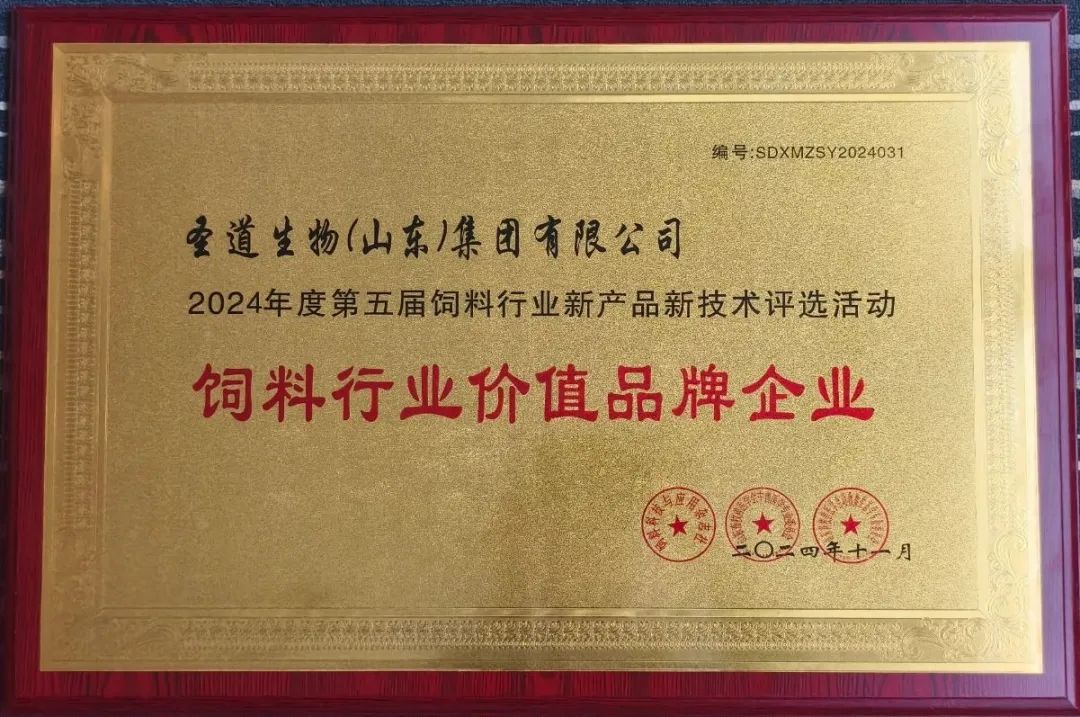 编号:SDXMZSY2024031
圣道生物(山东)集团有限公司
2024年度第五届饲料行业新产品新技术评选活动
饲料行业价值品牌企业
二〇二四年十一月